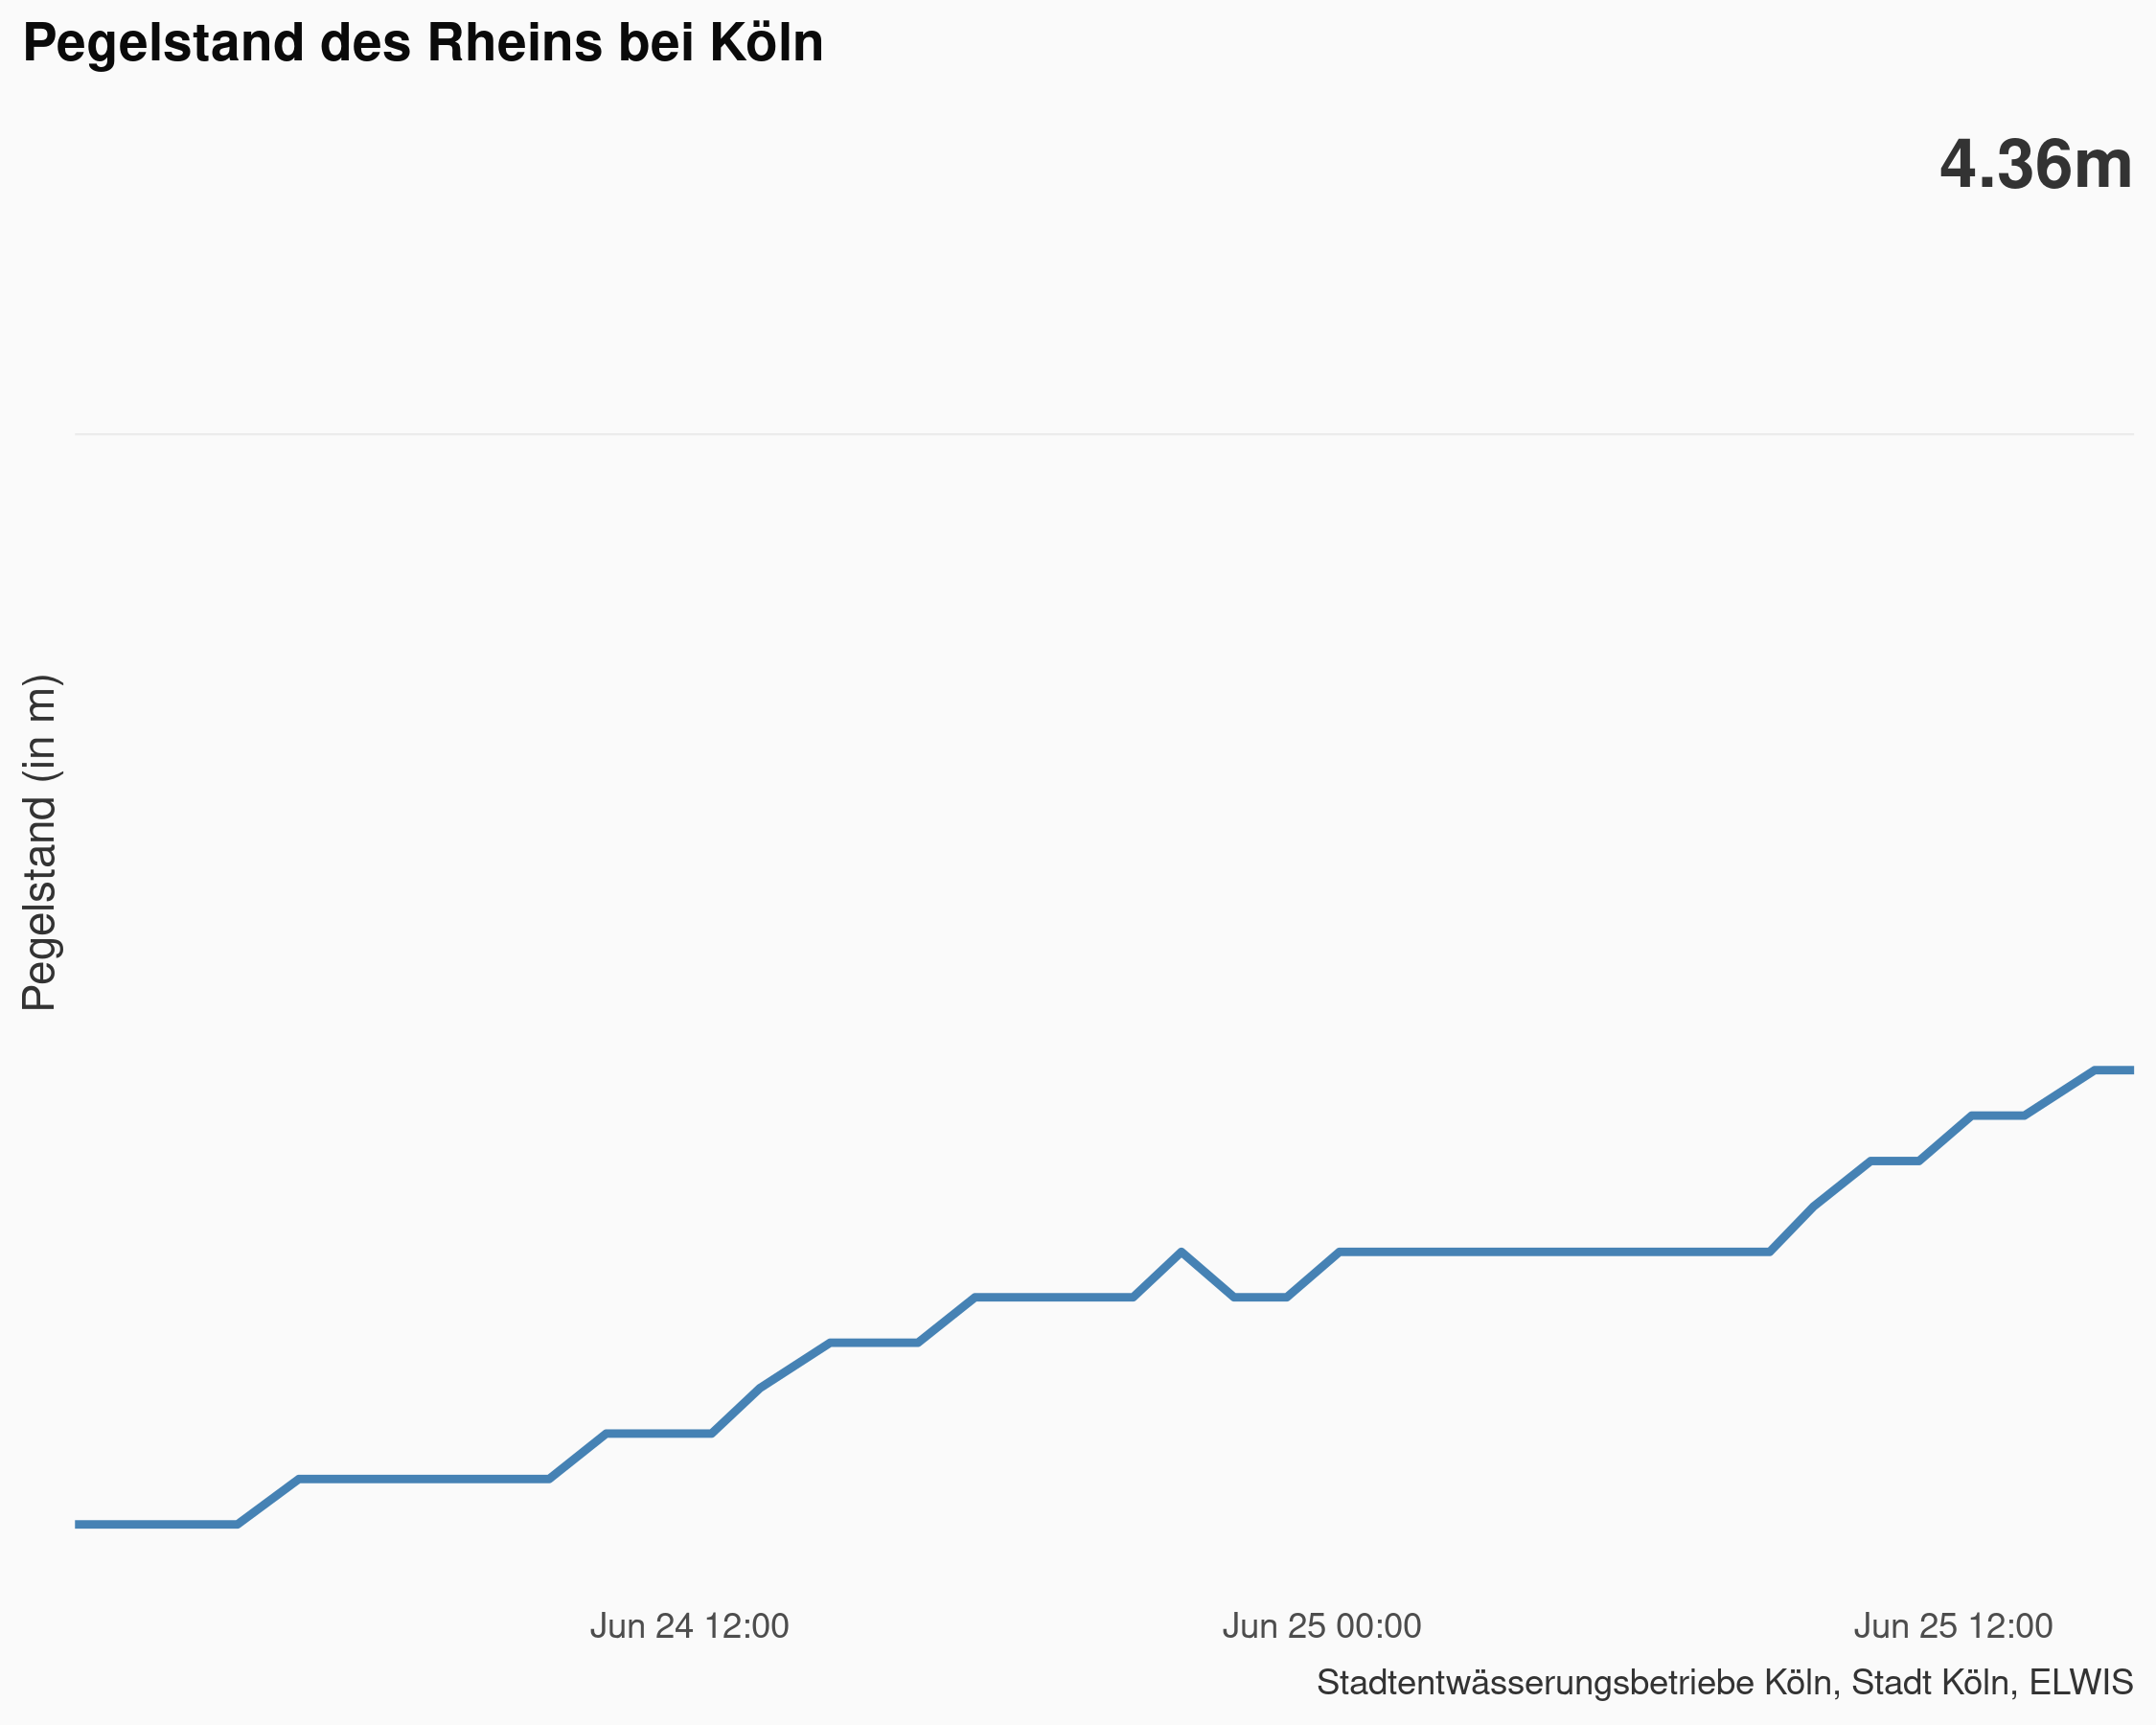 Pegelstand des Rheins bei Köln
4.36m
Pegelstand (in m)
Jun 24 12:00
Jun 25 00:00
Jun 25 12:00
Stadtentwässerungsbetriebe Köln, Stadt Köln, ELWIS